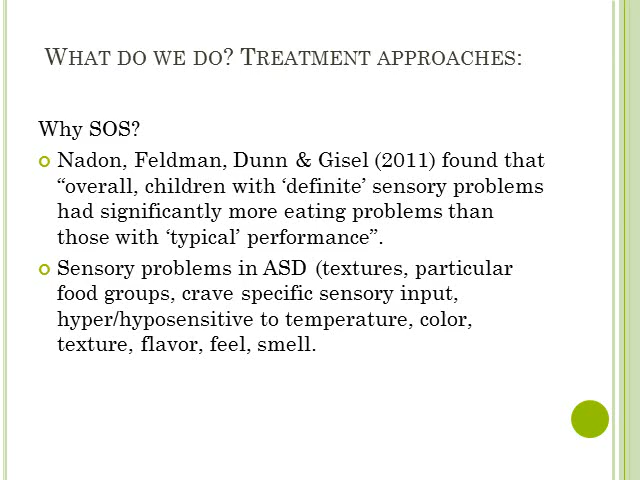 WHAT DO WE DO? TREATMENT APPROACHES:
Why SOS?
Nadon, Feldman, Dunn & Gisel (2011) found that
“overall, children with ‘definite’ sensory problems
had significantly more eating problems than
those with ‘typical’ performance”.
Sensory problems in ASD (textures, particular
food groups, crave specific sensory input,
hyper/hyposensitive to temperature, color,
texture, flavor, feel, smell.